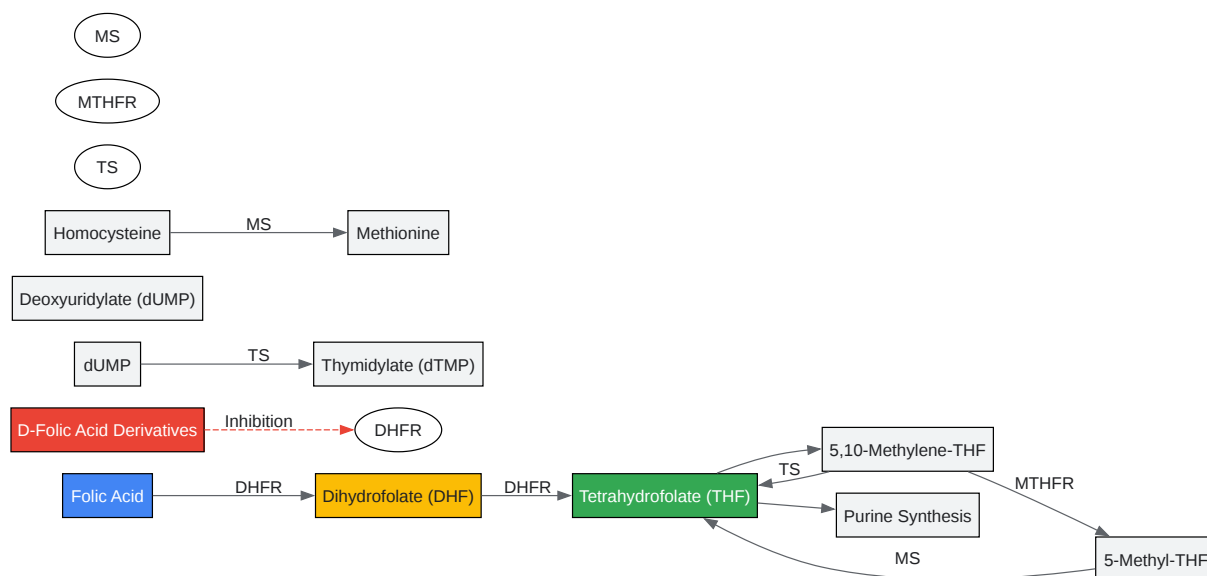 MS
MTHFR
TS
Homocysteine
MS
Methionine
Deoxyuridylate (dUMP)
dUMP
TS
Thymidylate (dTMP)
D-Folic Acid Derivatives
Inhibition
DHFR
5,10-Methylene-THF
TS
MTHFR
Folic Acid
DHFR
Dihydrofolate (DHF)
DHFR
Tetrahydrofolate (THF)
Purine Synthesis
MS
5-Methyl-THF